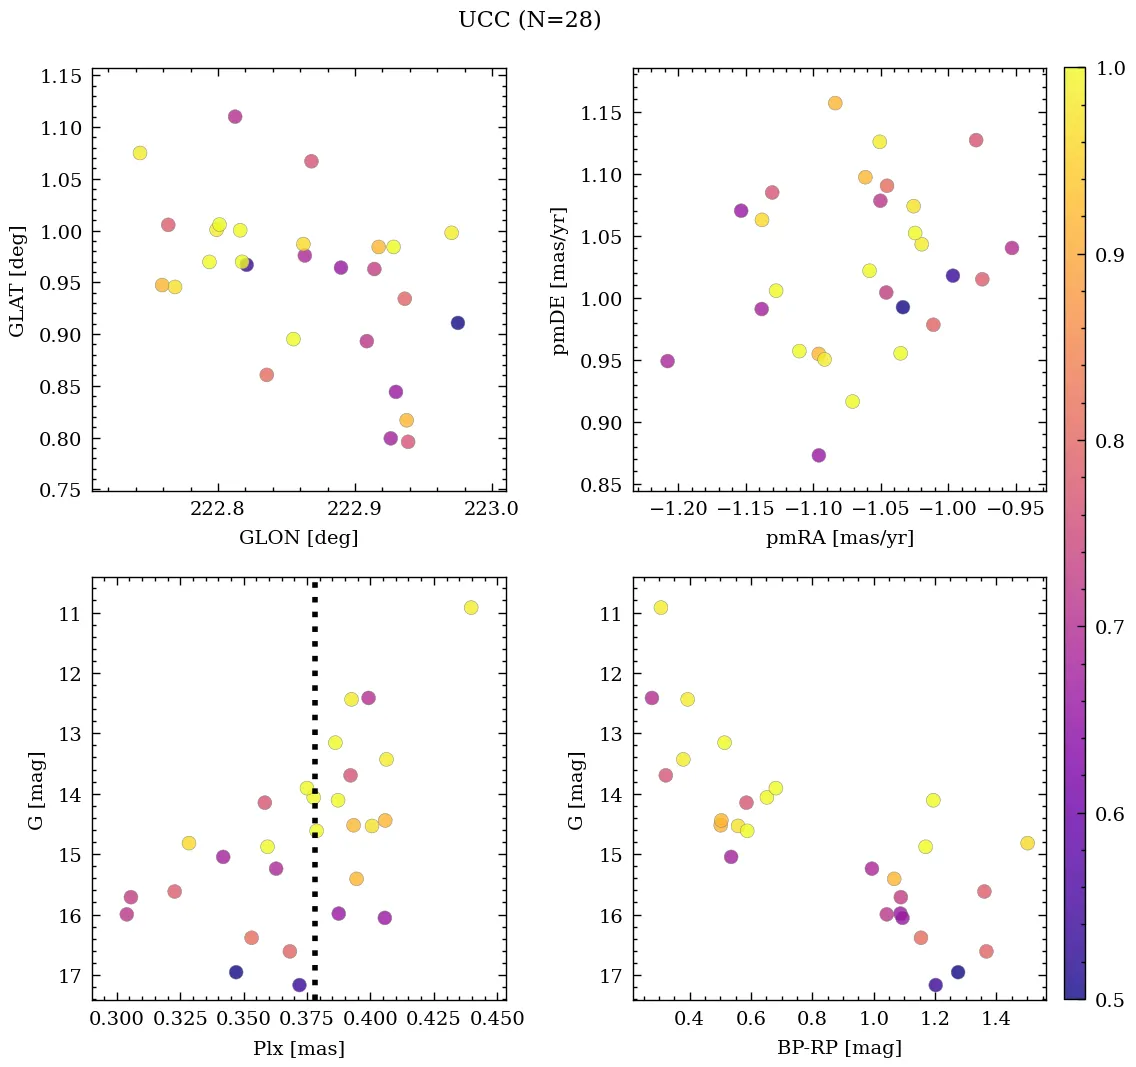 UCC (N=28)
1.15
1.10
1.05
1.00
0.95
0.90
0.85
0.80
0.75
GLAT [deg]
222.8 222.9 223.0
GLON [deg]
1.15
1.10
1.05
1.00
0.95
0.90
0.85
pmDE [mas/yr]
−1.20 −1.15 −1.10 −1.05 −1.00 −0.95
pmRA [mas/yr]
11
12
13
14
15
16
17
G [mag]
0.300 0.325 0.350 0.375 0.400 0.425 0.450
Plx [mas]
11
12
13
14
15
16
17
G [mag]
0.4 0.6 0.8 1.0 1.2 1.4
BP-RP [mag]
1.0
0.9
0.8
0.7
0.6
0.5